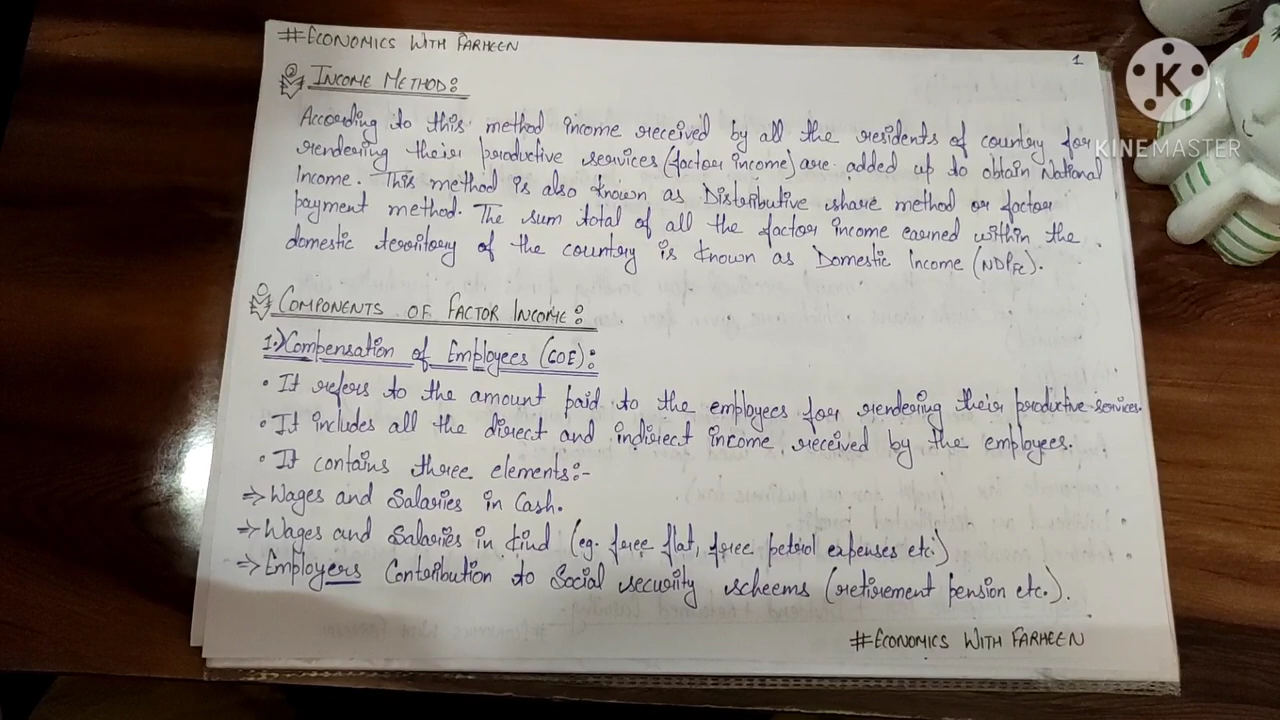 #ECONOMICS WITH FARHEEN
1
② INCOME METHOD:
According to this method income received by all the residents of country for
rendering their productive services (factor income) are added up to obtain National
Income. This method is also known as Distributive share method or factor
payment method. The sum total of all the factor income earned within the
domestic territory of the country is known as Domestic Income (NDPFC).
COMPONENTS OF FACTOR INCOME:
1.) Compensation of Employees (COE):
• It refers to the amount paid to the employees for rendering their productive services.
• It includes all the direct and indirect income received by the employees.
• It contains three elements:-
⇒ Wages and Salaries in Cash.
⇒ Wages and Salaries in kind (eg. free flat, free petrol expenses etc.)
⇒ Employers Contribution to Social security scheems (retirement pension etc.).
#ECONOMICS WITH FARHEEN
K
KINEMASTER